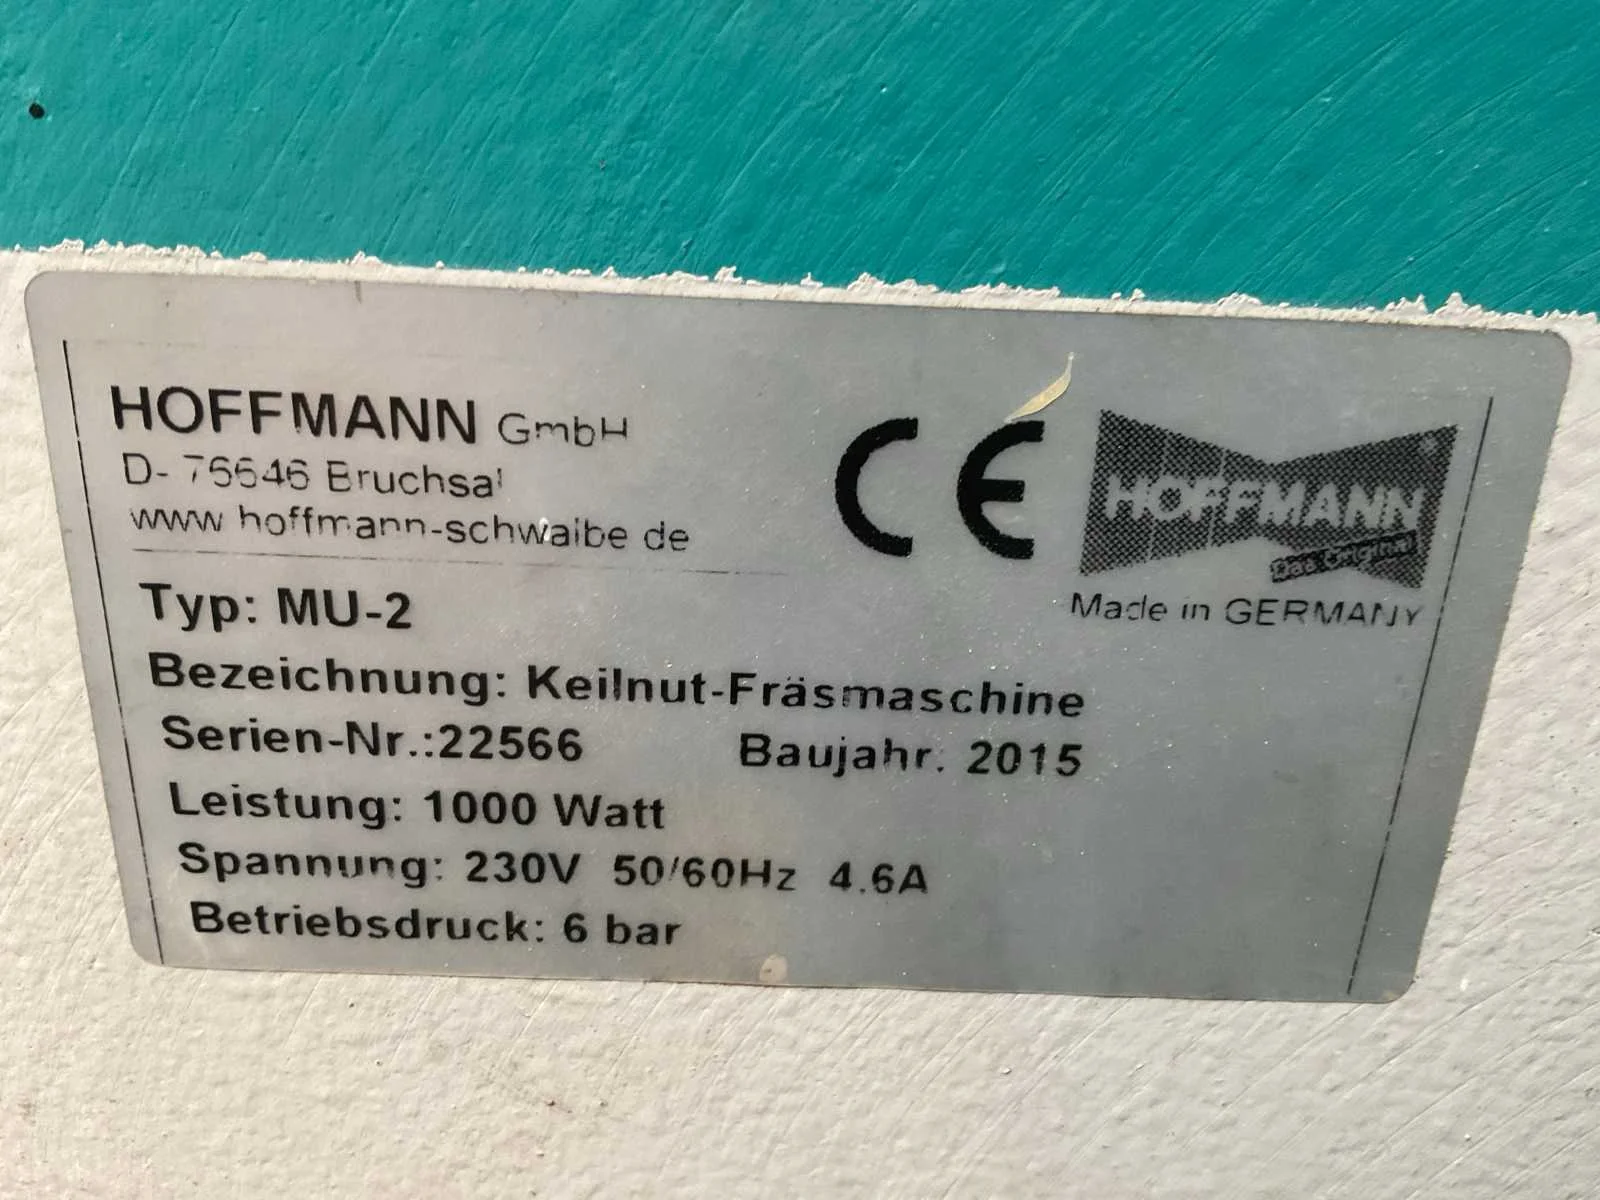 HOFFMANN GmbH
D- 76646 Bruchsal
www.hoffmann-schwalbe.de
CE
HOFFMANN
Das Original
Made in GERMANY
Typ: MU-2
Bezeichnung: Keilnut-Fräsmaschine
Serien-Nr.:22566 Baujahr: 2015
Leistung: 1000 Watt
Spannung: 230V 50/60Hz 4.6A
Betriebsdruck: 6 bar